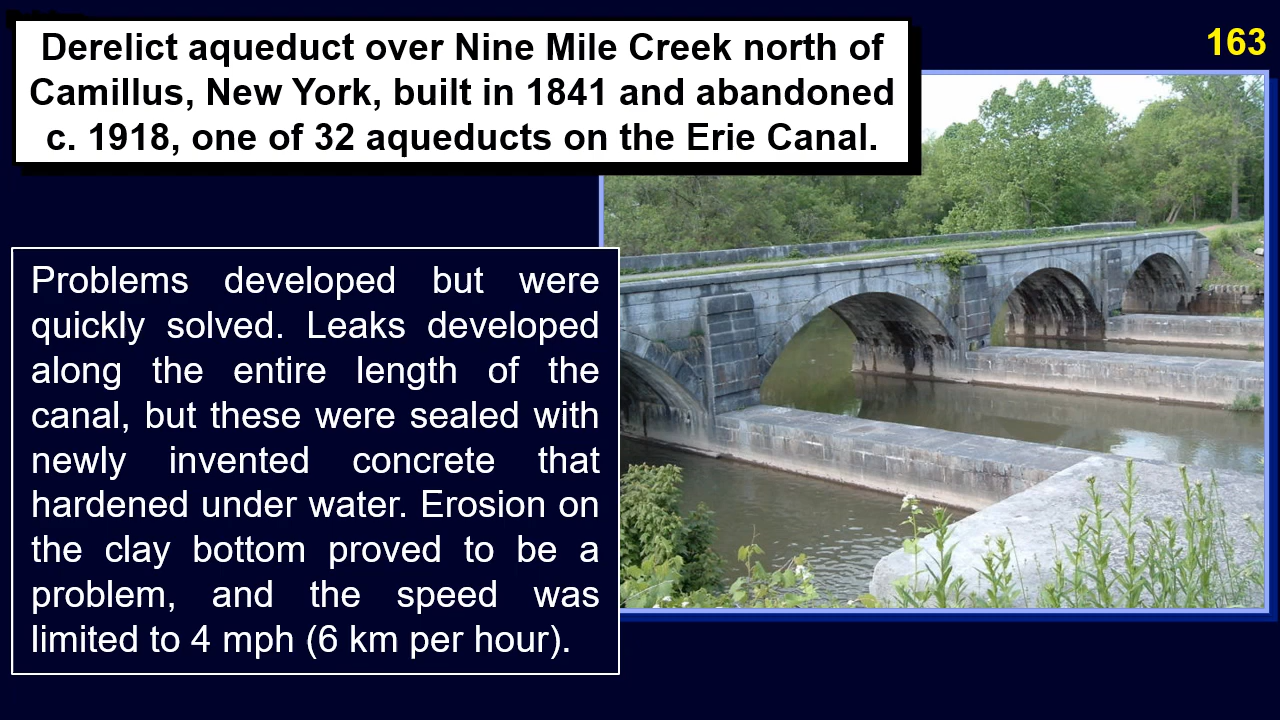 Derelict aqueduct over Nine Mile Creek north of
Camillus, New York, built in 1841 and abandoned
c. 1918, one of 32 aqueducts on the Erie Canal.
163
Problems developed but were
quickly solved. Leaks developed
along the entire length of the
canal, but these were sealed with
newly invented concrete that
hardened under water. Erosion on
the clay bottom proved to be a
problem, and the speed was
limited to 4 mph (6 km per hour).